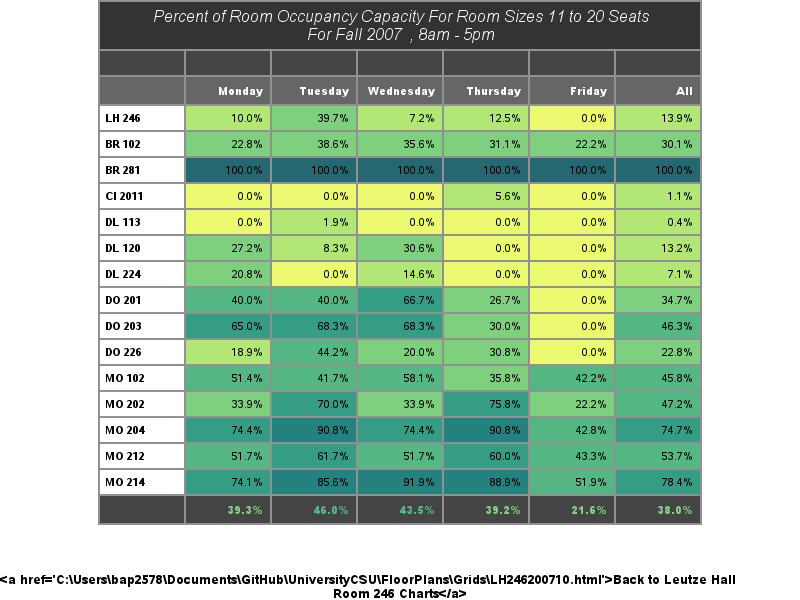 Percent of Room Occupancy Capacity For Room Sizes 11 to 20 Seats
For Fall 2007 , 8am - 5pm
Monday Tuesday Wednesday Thursday Friday All
LH 246 10.0% 39.7% 7.2% 12.5% 0.0% 13.9%
BR 102 22.8% 38.6% 35.6% 31.1% 22.2% 30.1%
BR 281 100.0% 100.0% 100.0% 100.0% 100.0% 100.0%
CI 2011 0.0% 0.0% 0.0% 5.6% 0.0% 1.1%
DL 113 0.0% 1.9% 0.0% 0.0% 0.0% 0.4%
DL 120 27.2% 8.3% 30.6% 0.0% 0.0% 13.2%
DL 224 20.8% 0.0% 14.6% 0.0% 0.0% 7.1%
DO 201 40.0% 40.0% 66.7% 26.7% 0.0% 34.7%
DO 203 65.0% 68.3% 68.3% 30.0% 0.0% 46.3%
DO 226 18.9% 44.2% 20.0% 30.8% 0.0% 22.8%
MO 102 51.4% 41.7% 58.1% 35.8% 42.2% 45.8%
MO 202 33.9% 70.0% 33.9% 75.8% 22.2% 47.2%
MO 204 74.4% 90.8% 74.4% 90.8% 42.8% 74.7%
MO 212 51.7% 61.7% 51.7% 60.0% 43.3% 53.7%
MO 214 74.1% 85.6% 91.9% 88.9% 51.9% 78.4%
39.3% 46.0% 43.5% 39.2% 21.6% 38.0%
<a href='C:\Users\bap2578\Documents\GitHub\UniversityCSU\FloorPlans\Grids\LH246200710.html'>Back to Leutze Hall
Room 246 Charts</a>